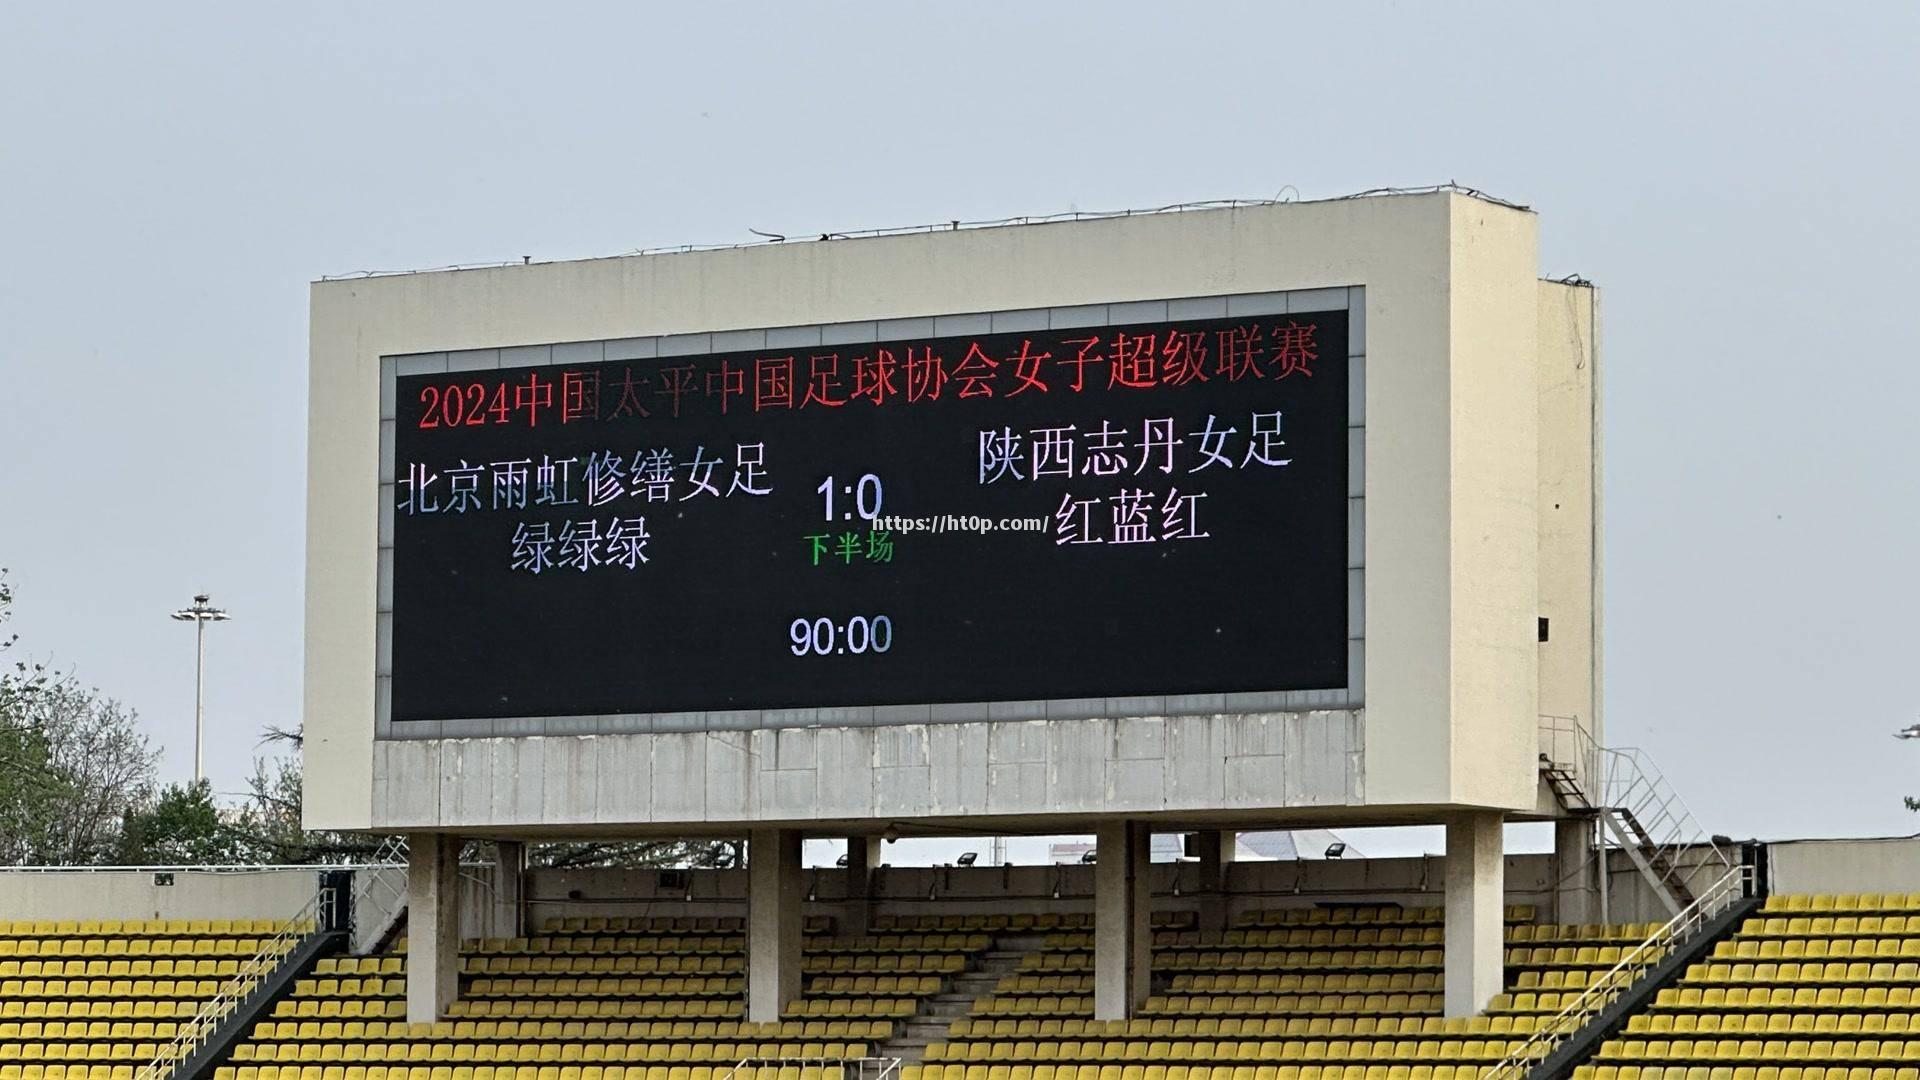 2024中国太平中国足球协会女子超级联赛
北京雨虹修缮女足
1:0
陕西志丹女足
绿绿绿
下半场
红蓝红
90:00
https://ht0p.com/